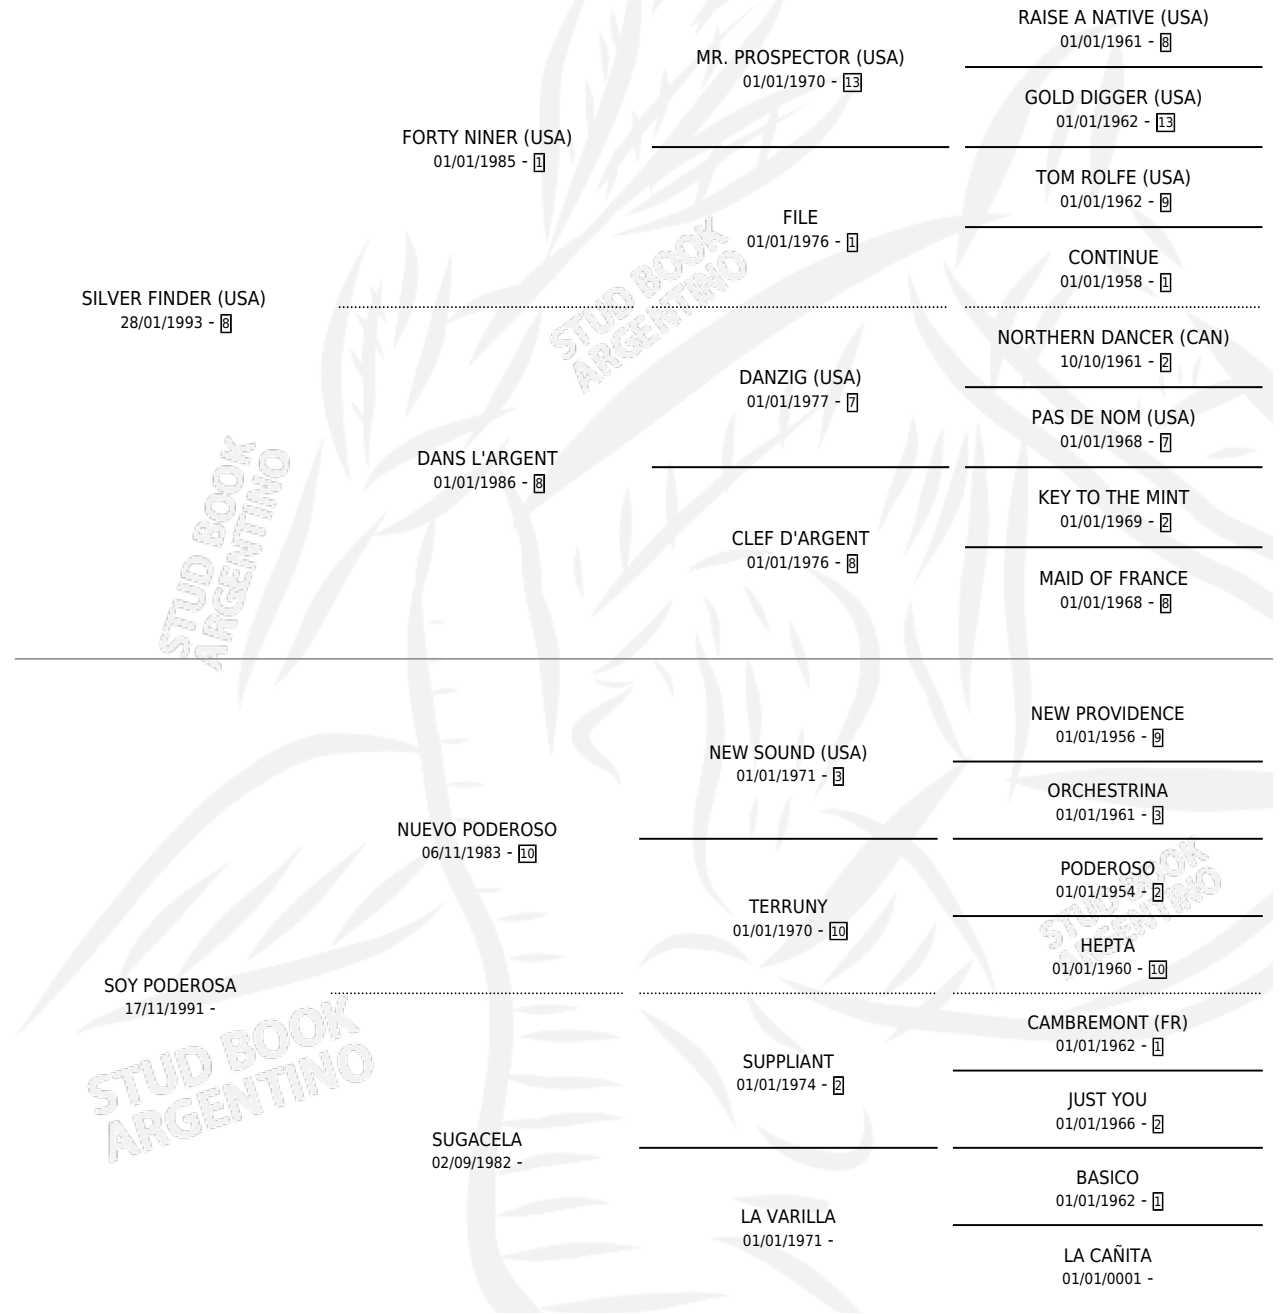 RAISE A NATIVE (USA)
01/01/1961 - 8
MR. PROSPECTOR (USA)
01/01/1970 - 13
GOLD DIGGER (USA)
01/01/1962 - 13
FORTY NINER (USA)
01/01/1985 - 1
TOM ROLFE (USA)
01/01/1962 - 9
FILE
01/01/1976 - 1
CONTINUE
01/01/1958 - 1
SILVER FINDER (USA)
28/01/1993 - 8
STUD BOOK
ARGENTINO
NORTHERN DANCER (CAN)
10/10/1961 - 2
DANZIG (USA)
01/01/1977 - 7
PAS DE NOM (USA)
01/01/1968 - 7
DANS L'ARGENT
01/01/1986 - 8
KEY TO THE MINT
01/01/1969 - 2
CLEF D'ARGENT
01/01/1976 - 8
MAID OF FRANCE
01/01/1968 - 8
STUD BOOK
ARGENTINO
NEW PROVIDENCE
01/01/1956 - 9
NEW SOUND (USA)
01/01/1971 - 3
ORCHESTRINA
01/01/1961 - 3
NUEVO PODEROSO
06/11/1983 - 10
PODEROSO
01/01/1954 - 2
TERRUNY
01/01/1970 - 10
HEPTA
01/01/1960 - 10
STUD BOOK
ARGENTINO
SOY PODEROSA
17/11/1991 -
CAMBREMONT (FR)
01/01/1962 - 1
SUPPLIANT
01/01/1974 - 2
JUST YOU
01/01/1966 - 2
STUD BOOK
ARGENTINO
SUGACELA
02/09/1982 -
BASICO
01/01/1962 - 1
LA VARILLA
01/01/1971 -
LA CAÑITA
01/01/0001 -